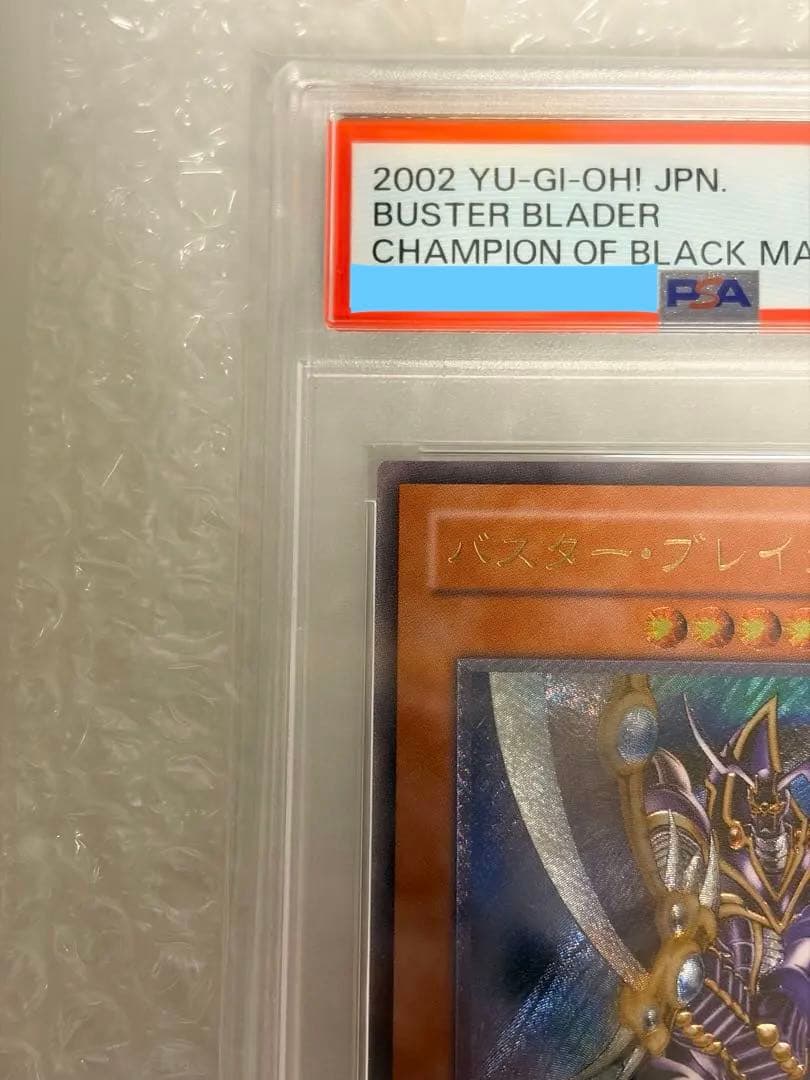 2002 YU-GI-OH! JPN.
BUSTER BLADER
CHAMPION OF BLACK MA
PSA
バスター・ブレイ